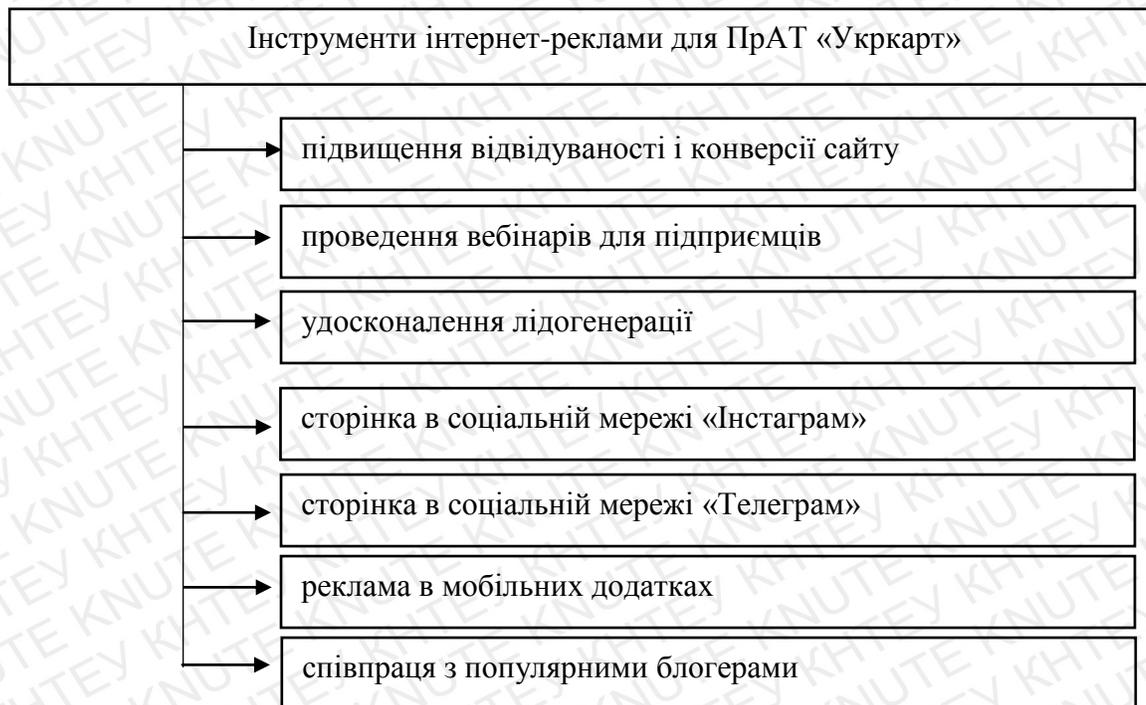 Інструменти інтернет-реклами для ПрАТ «Укркарт»
підвищення відвідуваності і конверсії сайту
проведення вебінарів для підприємців
удосконалення лідогенерації
сторінка в соціальній мережі «Інстаграм»
сторінка в соціальній мережі «Телеграм»
реклама в мобільних додатках
співпраця з популярними блогерами